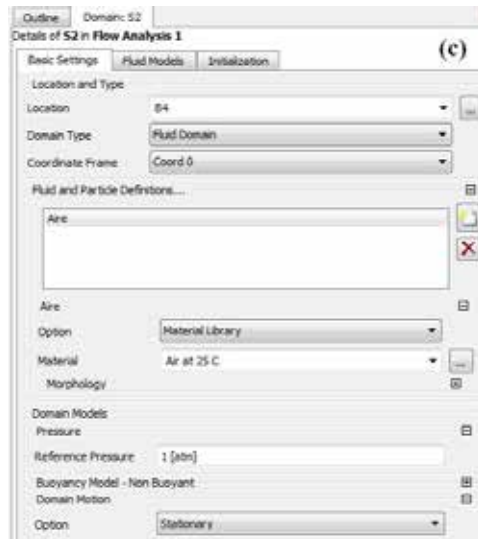 Outline Domain: S2
Details of S2 in Flow Analysis 1
(c)
Basic Settings Fluid Models Initialization
Location and Type
Location B4 ...
Domain Type Fluid Domain
Coordinate Frame Coord 0
Fluid and Particle Definitions...
Aire
Aire
Option Material Library
Material Air at 25 C ...
Morphology
Domain Models
Pressure
Reference Pressure 1 [atm]
Buoyancy Model - Non Buoyant
Domain Motion
Option Stationary